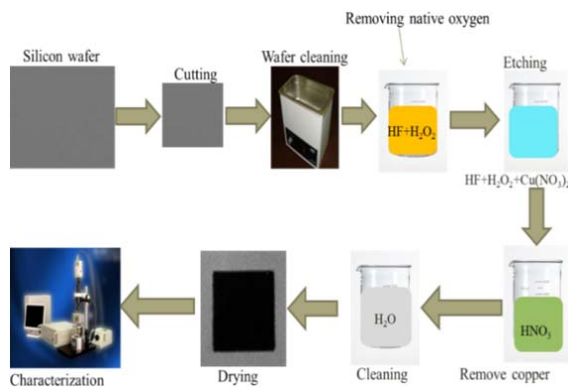 Removing native oxygen
Silicon wafer
Cutting
Wafer cleaning
Etching
HF+H₂O₂
HF+H₂O₂+Cu(NO₃)₂
HNO₃
Remove copper
H₂O
Cleaning
Drying
Characterization